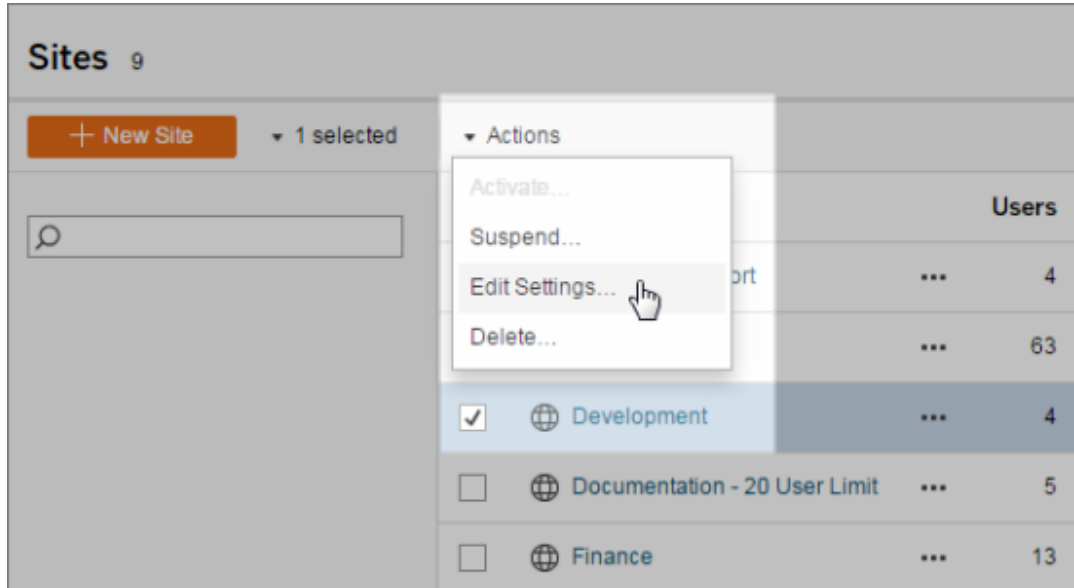 Sites 9
+ New Site
1 selected
Actions
Activate...
Suspend...
Edit Settings...
Delete...
Users
ort ... 4
... 63
Development ... 4
Documentation - 20 User Limit ... 5
Finance ... 13